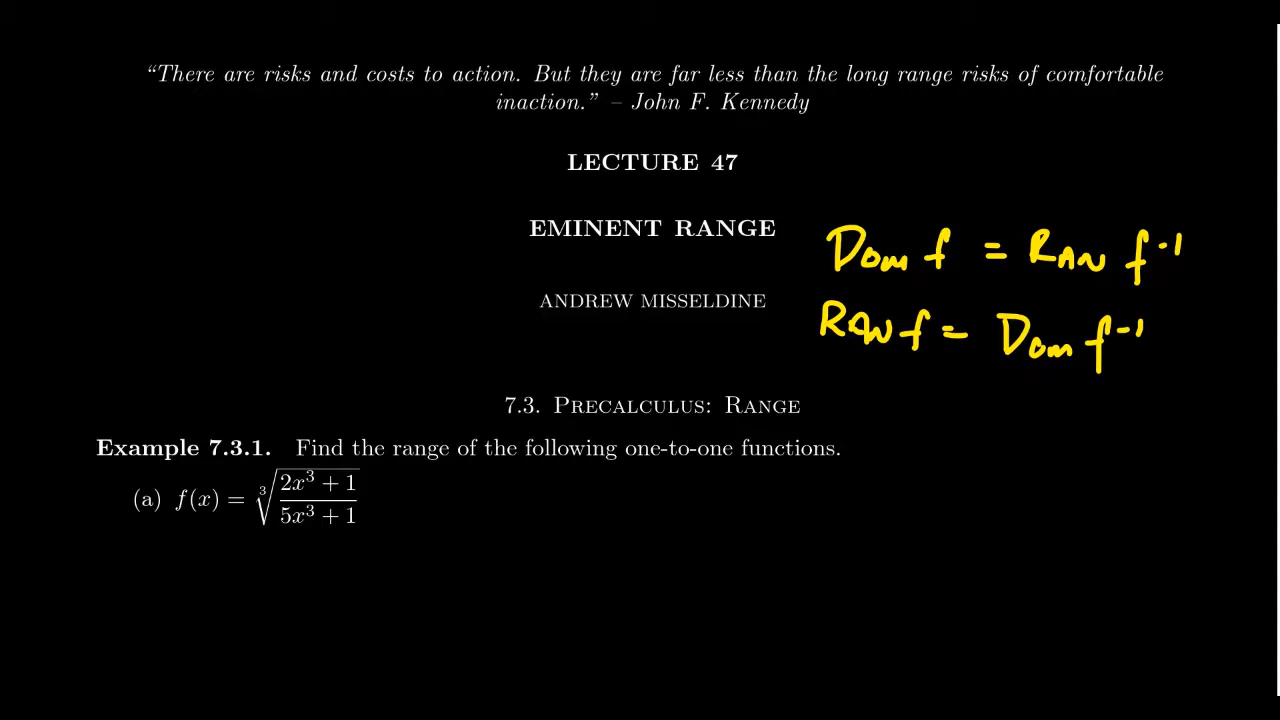 “There are risks and costs to action. But they are far less than the long range risks of comfortable
inaction.” – John F. Kennedy
LECTURE 47
EMINENT RANGE
Dom f = RAN f⁻¹
ANDREW MISSELDINE
RAN f = Dom f⁻¹
7.3. Precalculus: Range
Example 7.3.1. Find the range of the following one-to-one functions.
(a) f(x) = ∛((2x³ + 1)/(5x³ + 1))